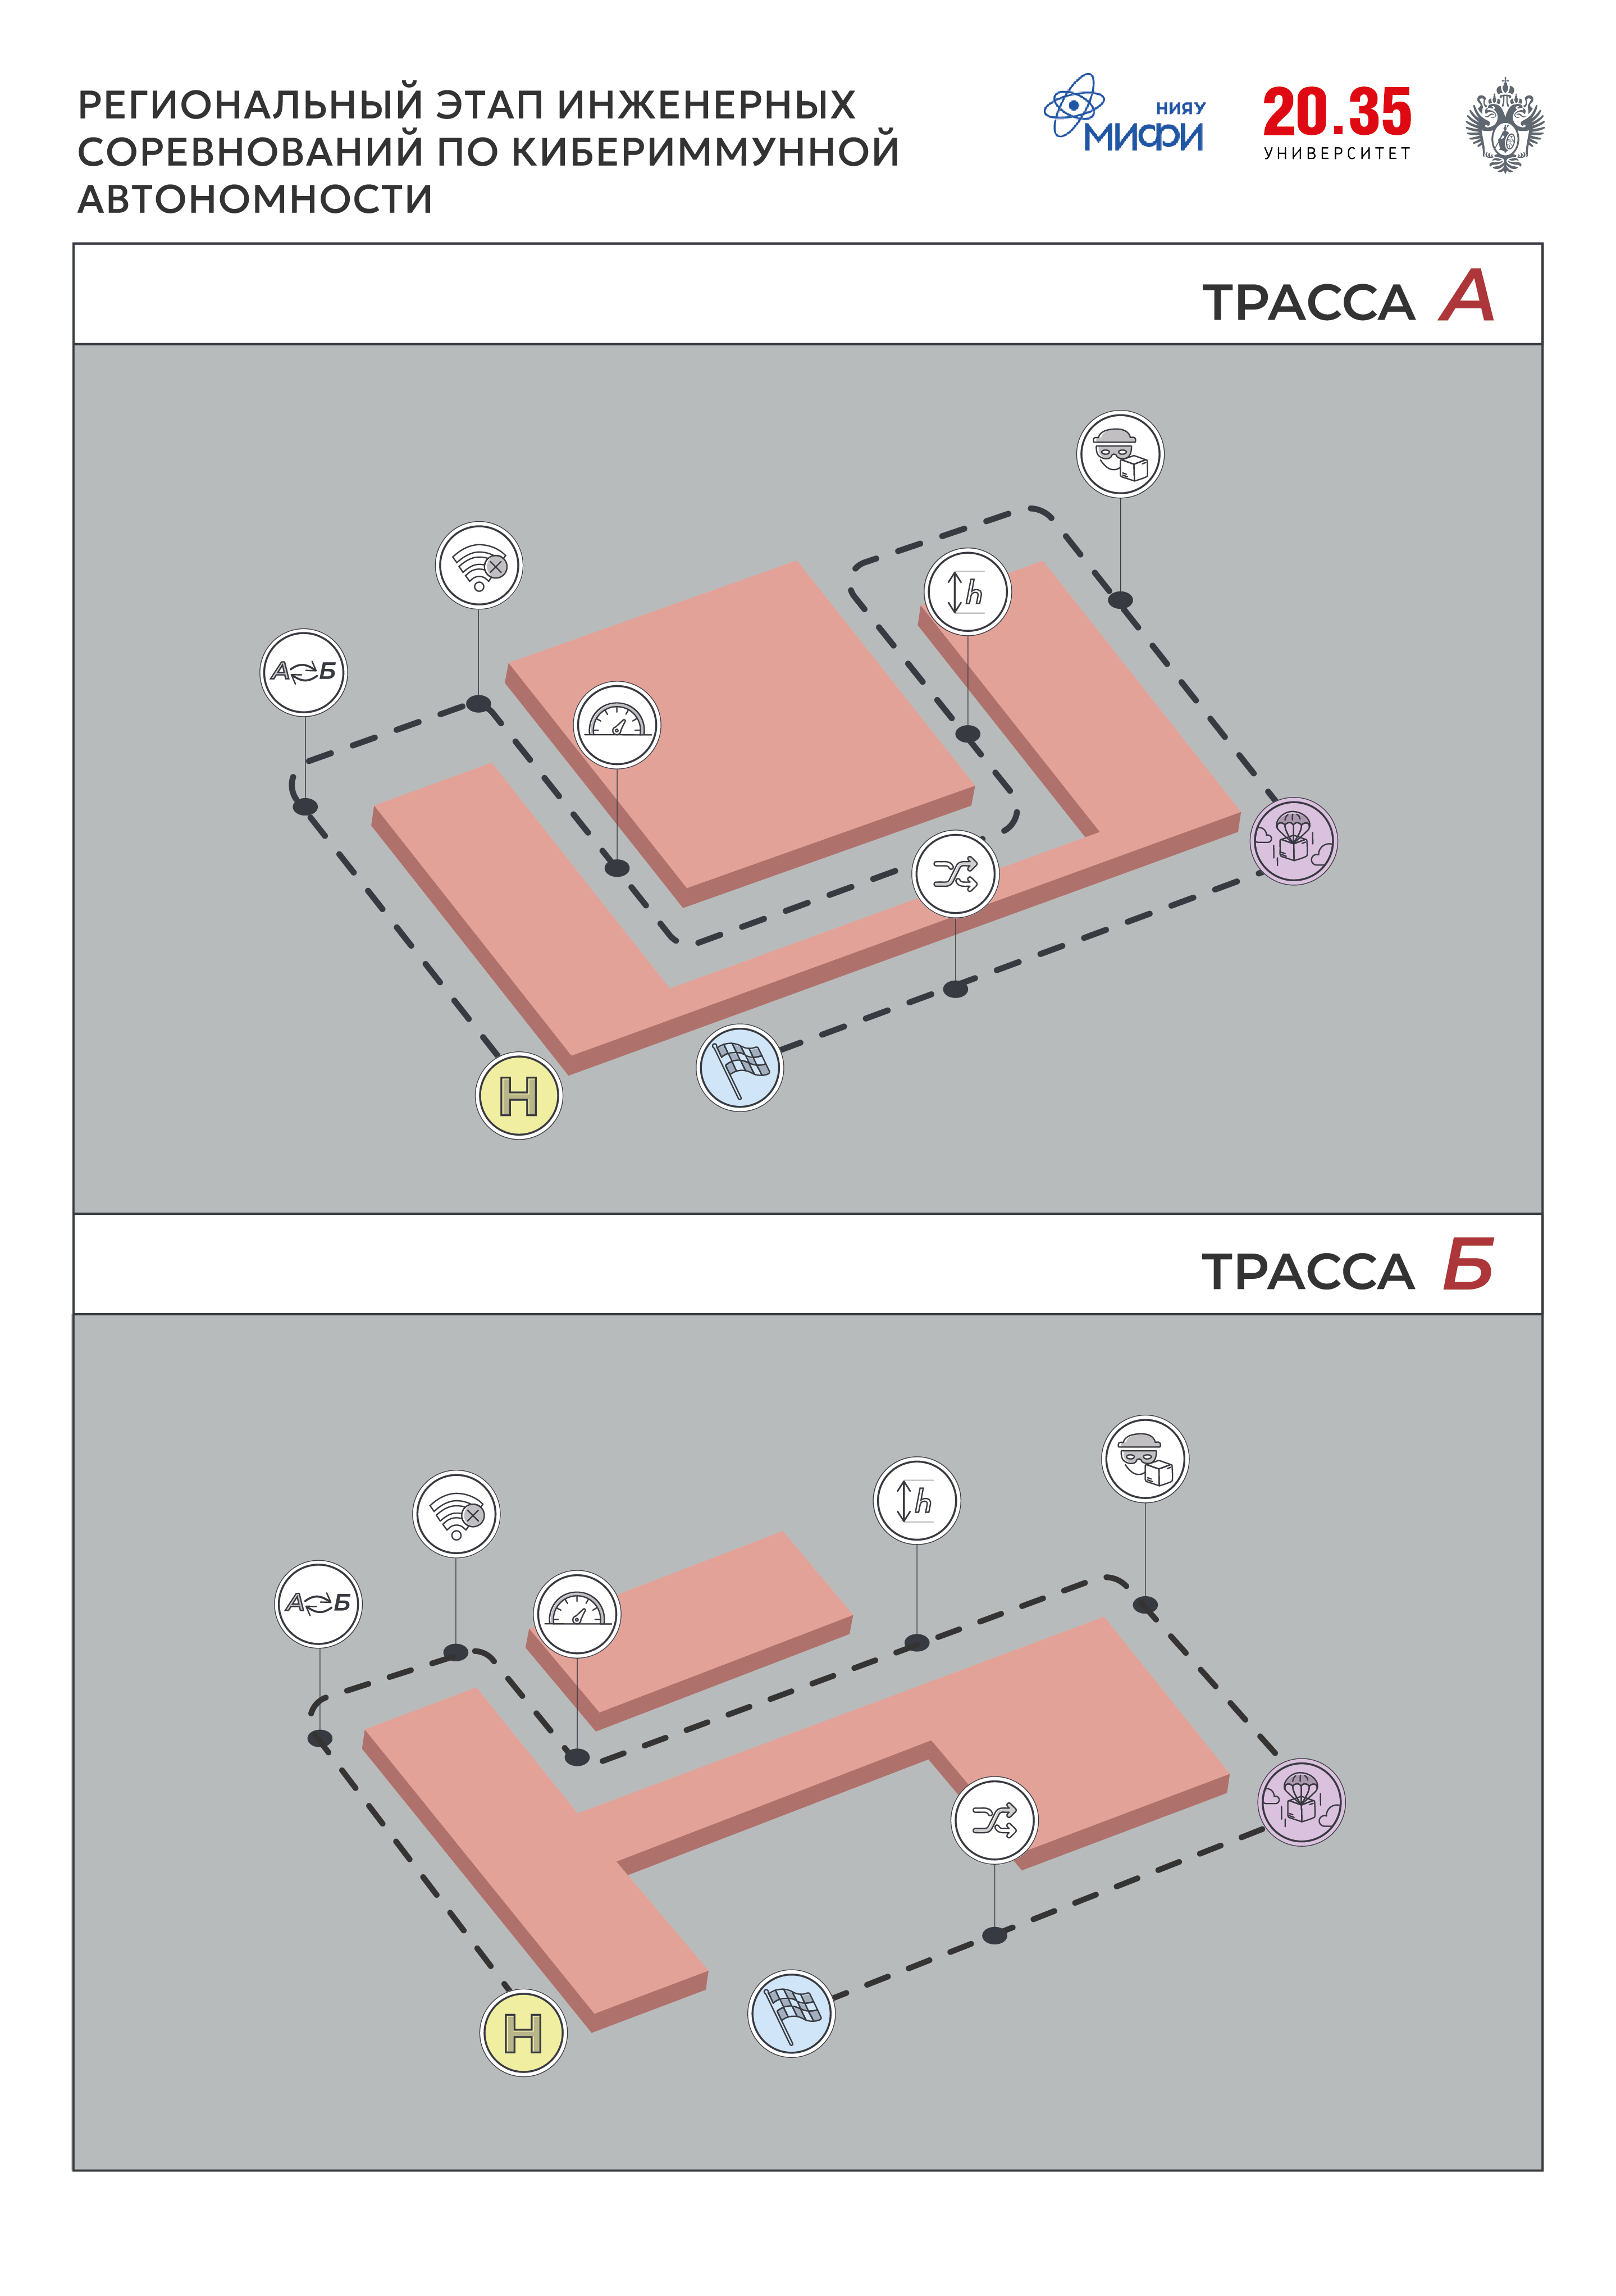 РЕГИОНАЛЬНЫЙ ЭТАП ИНЖЕНЕРНЫХ
СОРЕВНОВАНИЙ ПО КИБЕРИММУННОЙ
АВТОНОМНОСТИ
НИЯУ
МИФИ
20.35
УНИВЕРСИТЕТ
ТРАССА А
h
А Б
H
ТРАССА Б
h
А Б
H